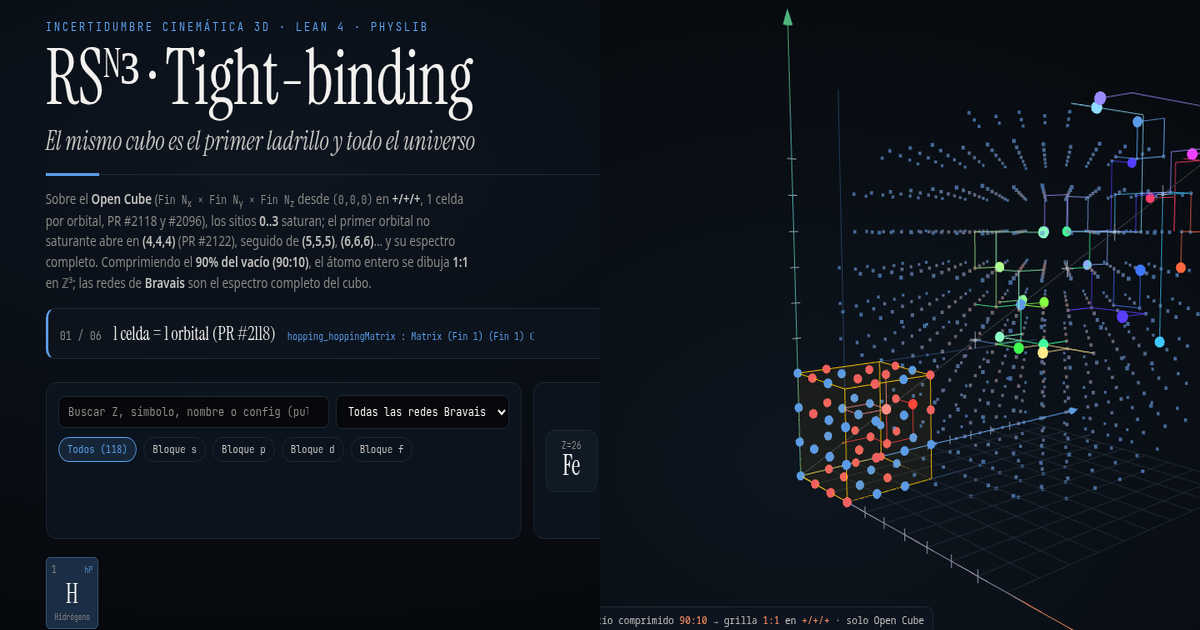 INCERTIDUMBRE CINEMÁTICA 3D · LEAN 4 · PHYSLIB
RSᴺ3 · Tight-binding
El mismo cubo es el primer ladrillo y todo el universo
Sobre el Open Cube (Fin Nₓ × Fin Nᵧ × Fin N_z desde (0,0,0) en +/+/+, 1 celda
por orbital, PR #2118 y #2096), los sitios 0..3 saturan; el primer orbital no
saturante abre en (4,4,4) (PR #2122), seguido de (5,5,5), (6,6,6)... y su espectro
completo. Comprimiendo el 90% del vacío (90:10), el átomo entero se dibuja 1:1
en ℤ³; las redes de Bravais son el espectro completo del cubo.
01 / 06 1 celda = 1 orbital (PR #2118) hopping_hoppingMatrix : Matrix (Fin 1) (Fin 1) ℂ
Buscar Z, símbolo, nombre o config (pu
Todas las redes Bravais
Todos (118) Bloque s Bloque p Bloque d Bloque f
Z=26
Fe
1 hP
H
Hidrógeno
ío comprimido 90:10 → grilla 1:1 en +/+/+ · solo Open Cube